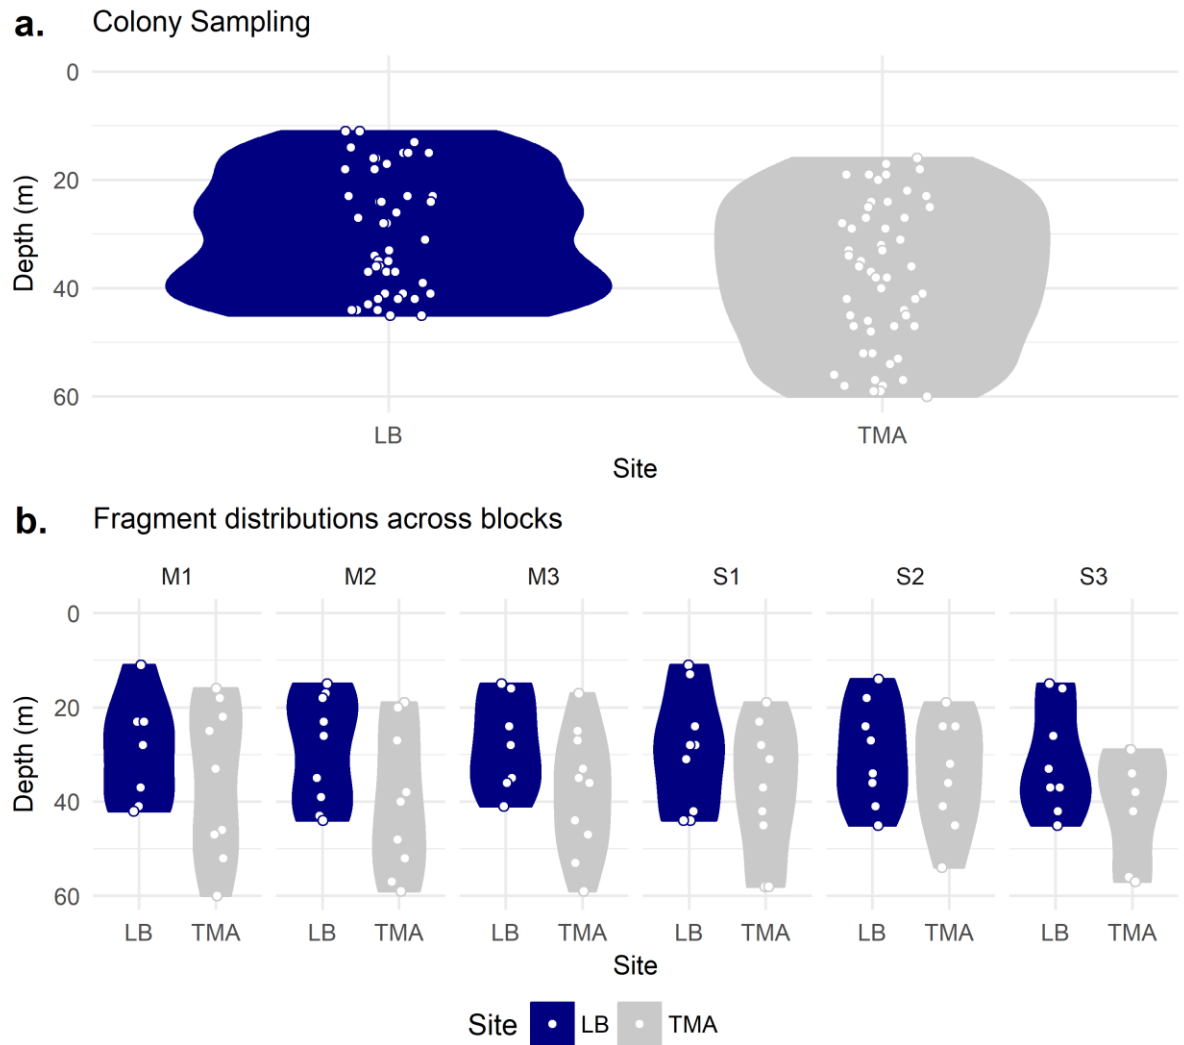 a. Colony Sampling
0
20
40
60
Depth (m)
LB TMA
Site
b. Fragment distributions across blocks
M1 M2 M3 S1 S2 S3
0
20
40
60
Depth (m)
LB TMA LB TMA LB TMA LB TMA LB TMA LB TMA
Site
Site LB TMA